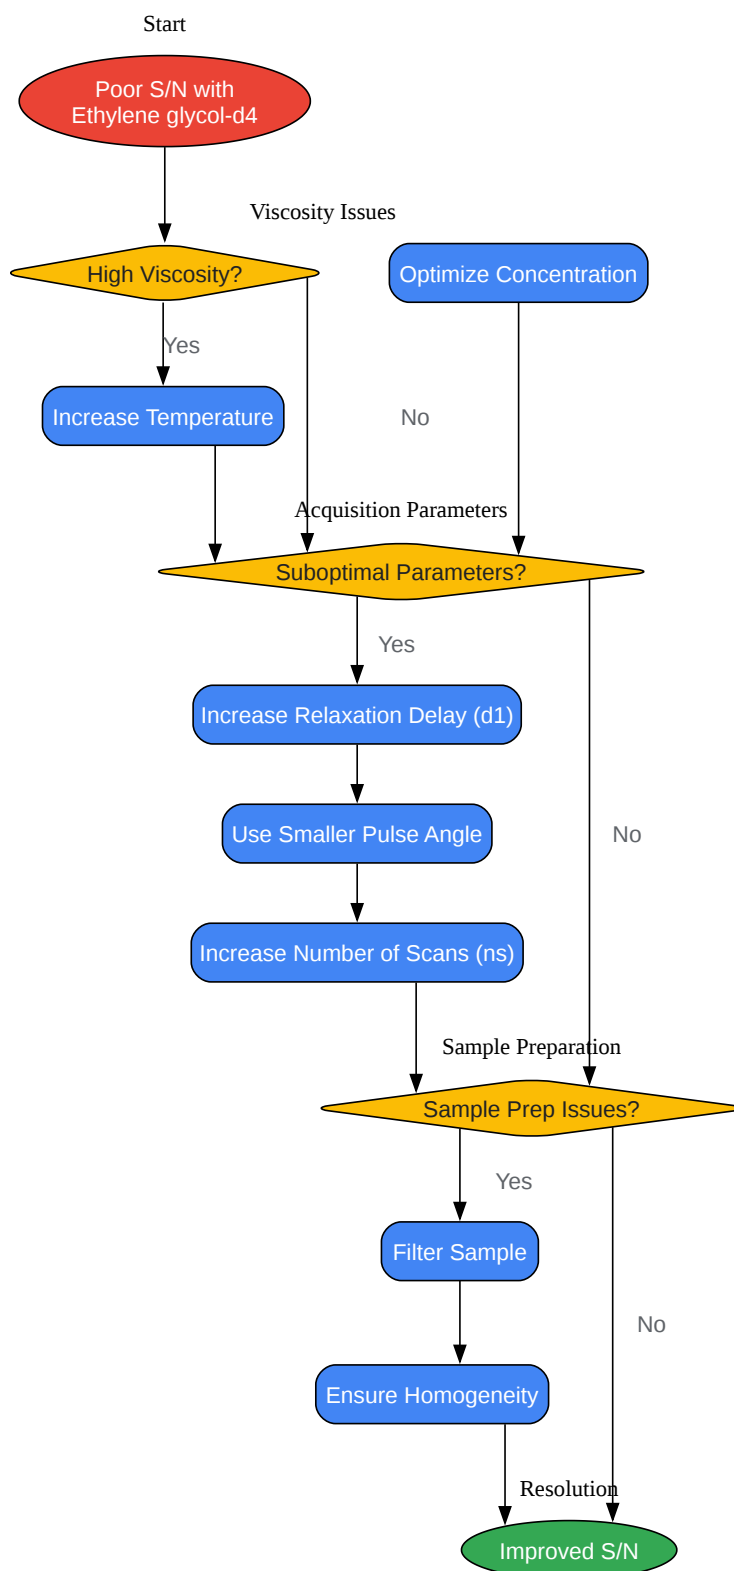 Start
Poor S/N with
Ethylene glycol-d4
Viscosity Issues
High Viscosity?
Optimize Concentration
Yes
Increase Temperature
No
Acquisition Parameters
Suboptimal Parameters?
Yes
Increase Relaxation Delay (d1)
Use Smaller Pulse Angle
No
Increase Number of Scans (ns)
Sample Preparation
Sample Prep Issues?
Yes
Filter Sample
No
Ensure Homogeneity
Resolution
Improved S/N